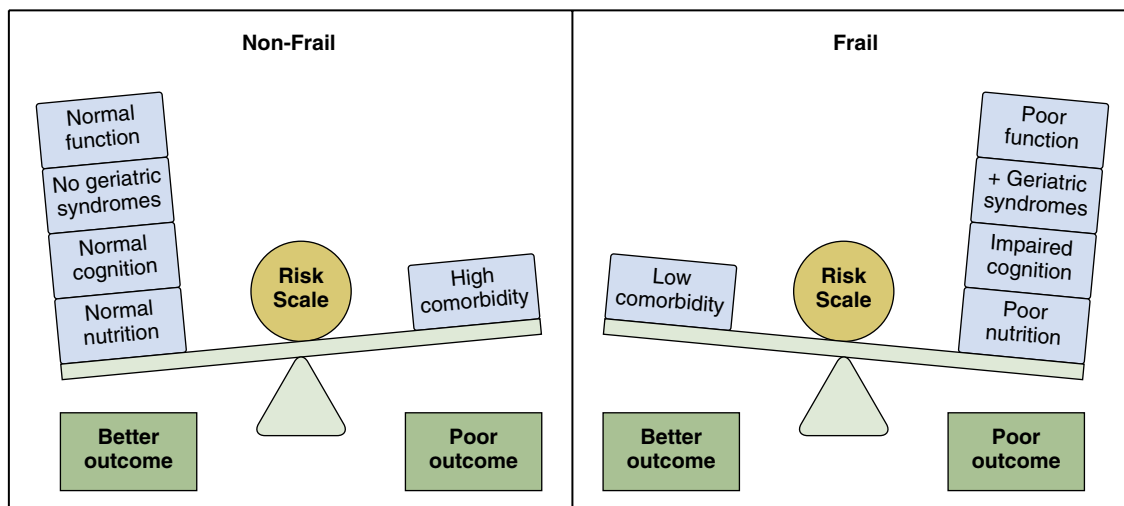 Non-Frail
Normal
function
No geriatric
syndromes
Normal
cognition
Normal
nutrition
Risk
Scale
High
comorbidity
Better
outcome
Poor
outcome
Frail
Low
comorbidity
Risk
Scale
Poor
function
+ Geriatric
syndromes
Impaired
cognition
Poor
nutrition
Better
outcome
Poor
outcome